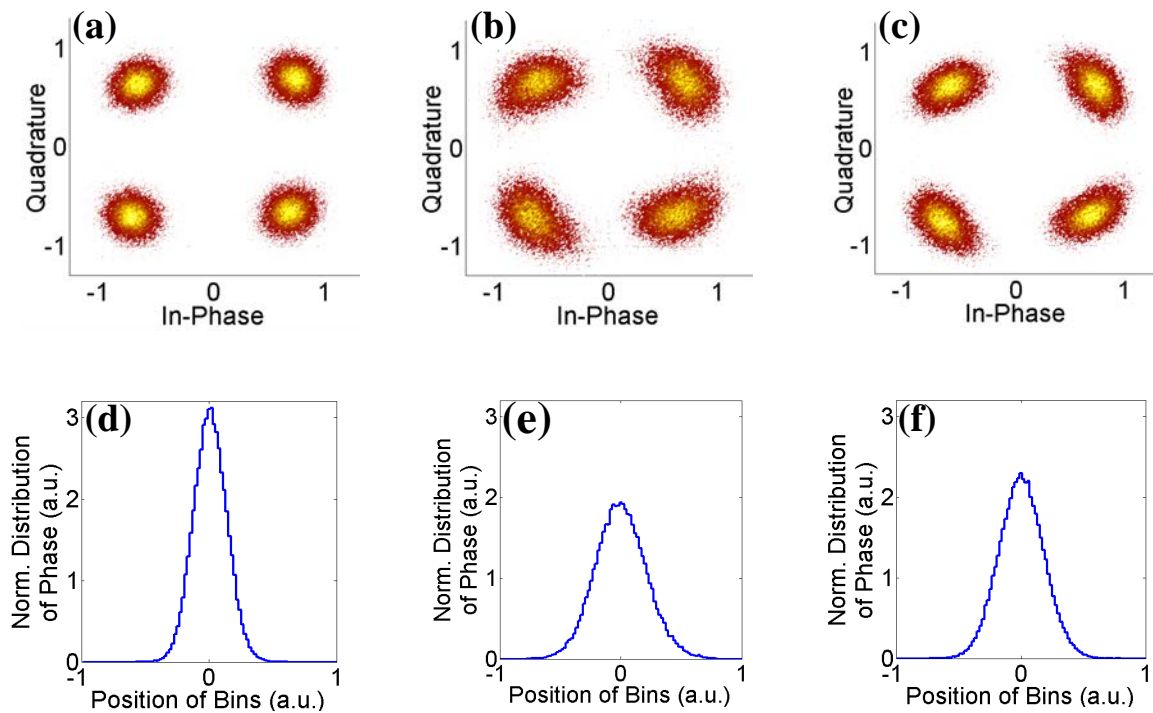 (a)
1
0
-1
Quadrature
-1 0 1
In-Phase
(b)
1
0
-1
Quadrature
-1 0 1
In-Phase
(c)
1
0
-1
Quadrature
-1 0 1
In-Phase
(d)
3
2
1
0
Norm. Distribution
of Phase (a.u.)
-1 0 1
Position of Bins (a.u.)
(e)
3
2
1
0
Norm. Distribution
of Phase (a.u.)
-1 0 1
Position of Bins (a.u.)
(f)
3
2
1
0
Norm. Distribution
of Phase (a.u.)
-1 0 1
Position of Bins (a.u.)